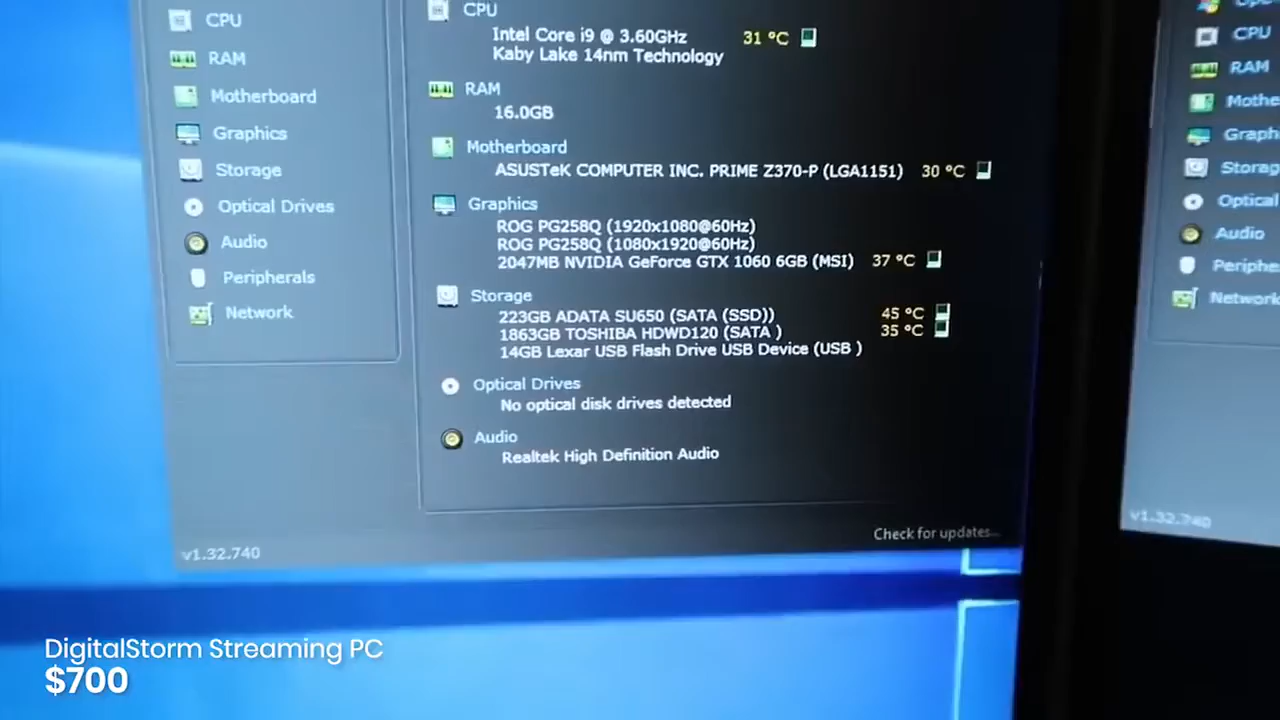 CPU
RAM
Motherboard
Graphics
Storage
Optical Drives
Audio
Peripherals
Network
v1.32.740
CPU
Intel Core i9 @ 3.60GHz 31 °C
Kaby Lake 14nm Technology
RAM
16.0GB
Motherboard
ASUSTeK COMPUTER INC. PRIME Z370-P (LGA1151) 30 °C
Graphics
ROG PG258Q (1920x1080@60Hz)
ROG PG258Q (1080x1920@60Hz)
2047MB NVIDIA GeForce GTX 1060 6GB (MSI) 37 °C
Storage
223GB ADATA SU650 (SATA (SSD)) 45 °C
1863GB TOSHIBA HDWD120 (SATA ) 35 °C
14GB Lexar USB Flash Drive USB Device (USB )
Optical Drives
No optical disk drives detected
Audio
Realtek High Definition Audio
Check for updates...
CPU
RAM
Mothe
Graph
Storag
Optical
Audio
Periphe
Network
v1.32.740
DigitalStorm Streaming PC
$700